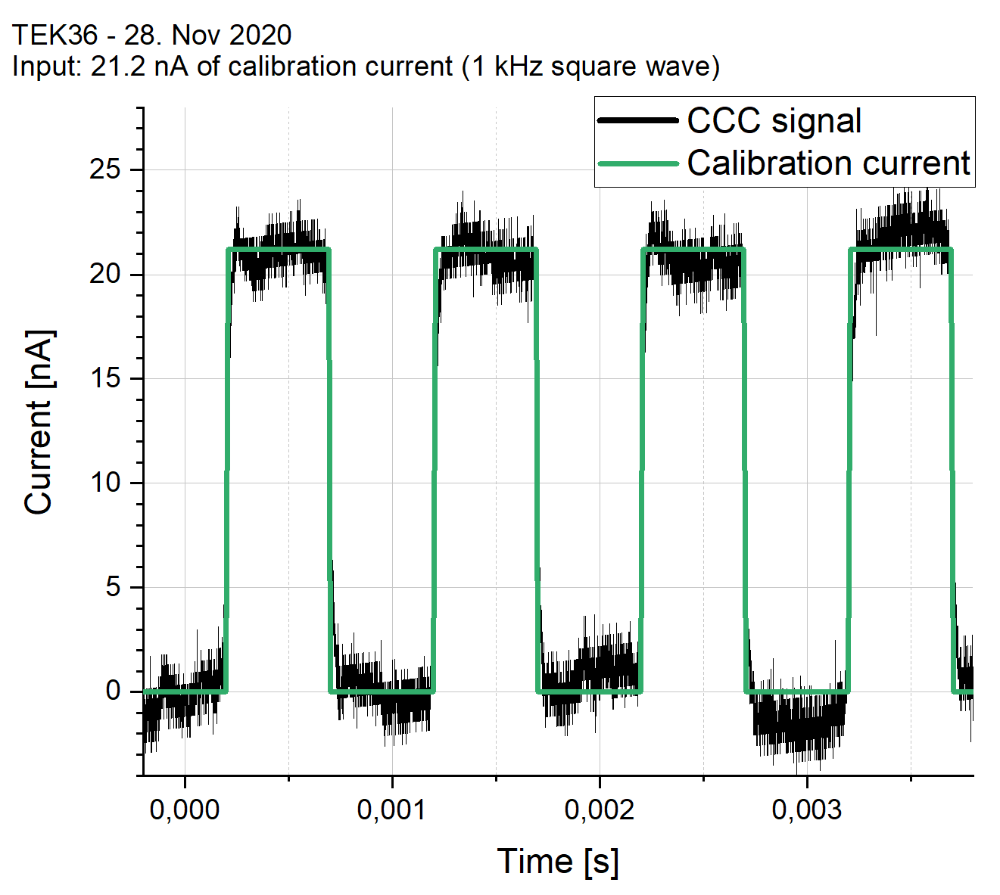 TEK36 - 28. Nov 2020
Input: 21.2 nA of calibration current (1 kHz square wave)
CCC signal
Calibration current
25
20
15
10
5
0
Current [nA]
0,000 0,001 0,002 0,003
Time [s]